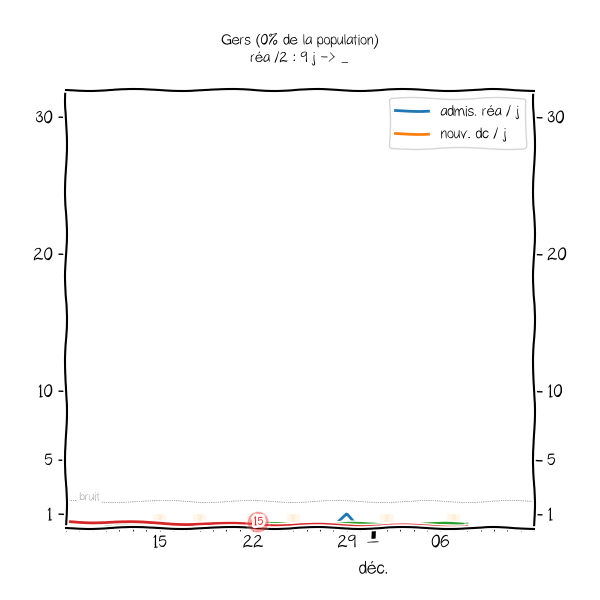 Gers (0% de la population)
réa /2 : 9 j -> _
admis. réa / j
nouv. dc / j
30 30
20 20
10 10
5 5
... bruit
1 1
15
15 22 29 06
déc.